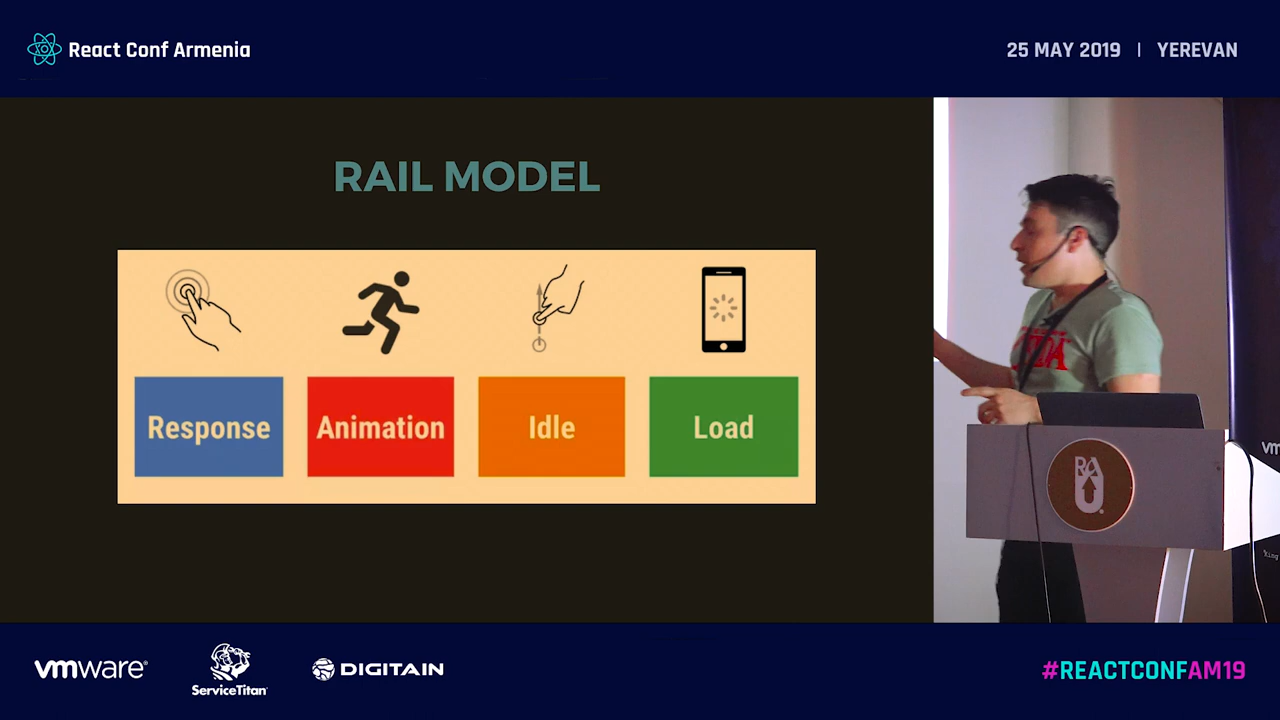 React Conf Armenia
25 MAY 2019 | YEREVAN
RAIL MODEL
Response
Animation
Idle
Load
vmware®
ServiceTitan
DIGITAIN
#REACTCONFAM19